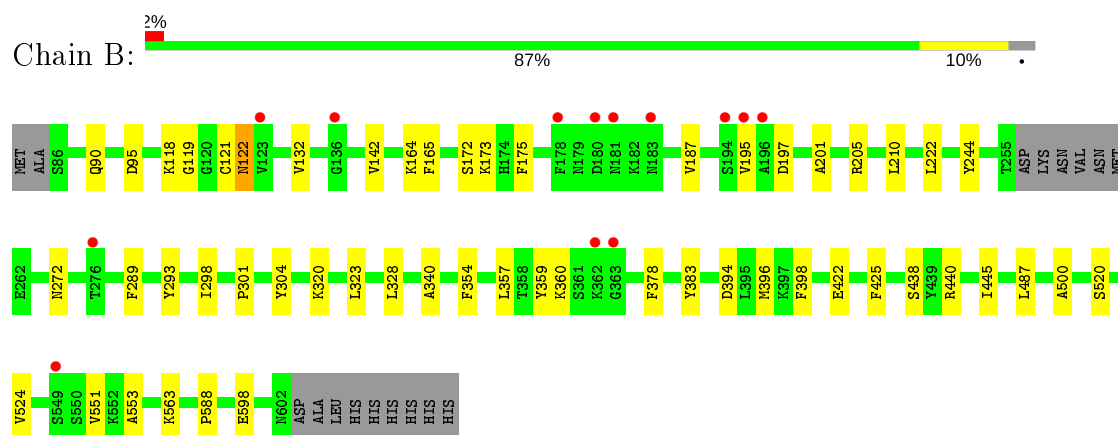 2%
Chain B:
87%
10%
•
MET ALA S86 Q90 D95 K118 G119 G120 C121 N122 V123 V132 G136 V142 K164 F165 S172 K173 H174 F175 F178 N179 D180 N181 K182 N183 V187 S194 V195 A196 D197 A201 R205 L210 L222 Y244 T255 ASP LYS ASN VAL ASN MET
E262 N272 T276 F289 Y293 I298 P301 Y304 K320 L323 L328 A340 F354 L357 T358 Y359 K360 S361 K362 G363 F378 Y383 D394 L395 M396 K397 F398 E422 F425 S438 Y439 R440 I445 L487 A500 S520
V524 S549 S550 V551 K552 A553 K563 P588 E598 N602 ASP ALA LEU HIS HIS HIS HIS HIS HIS